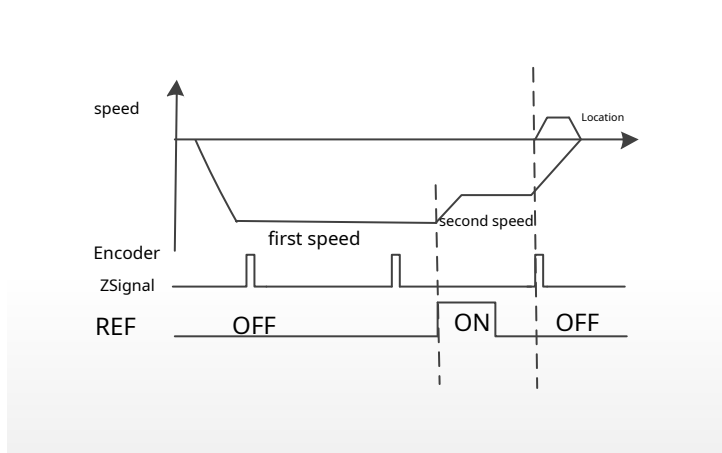 speed
Location
second speed
first speed
Encoder
ZSignal
REF
OFF
ON
OFF